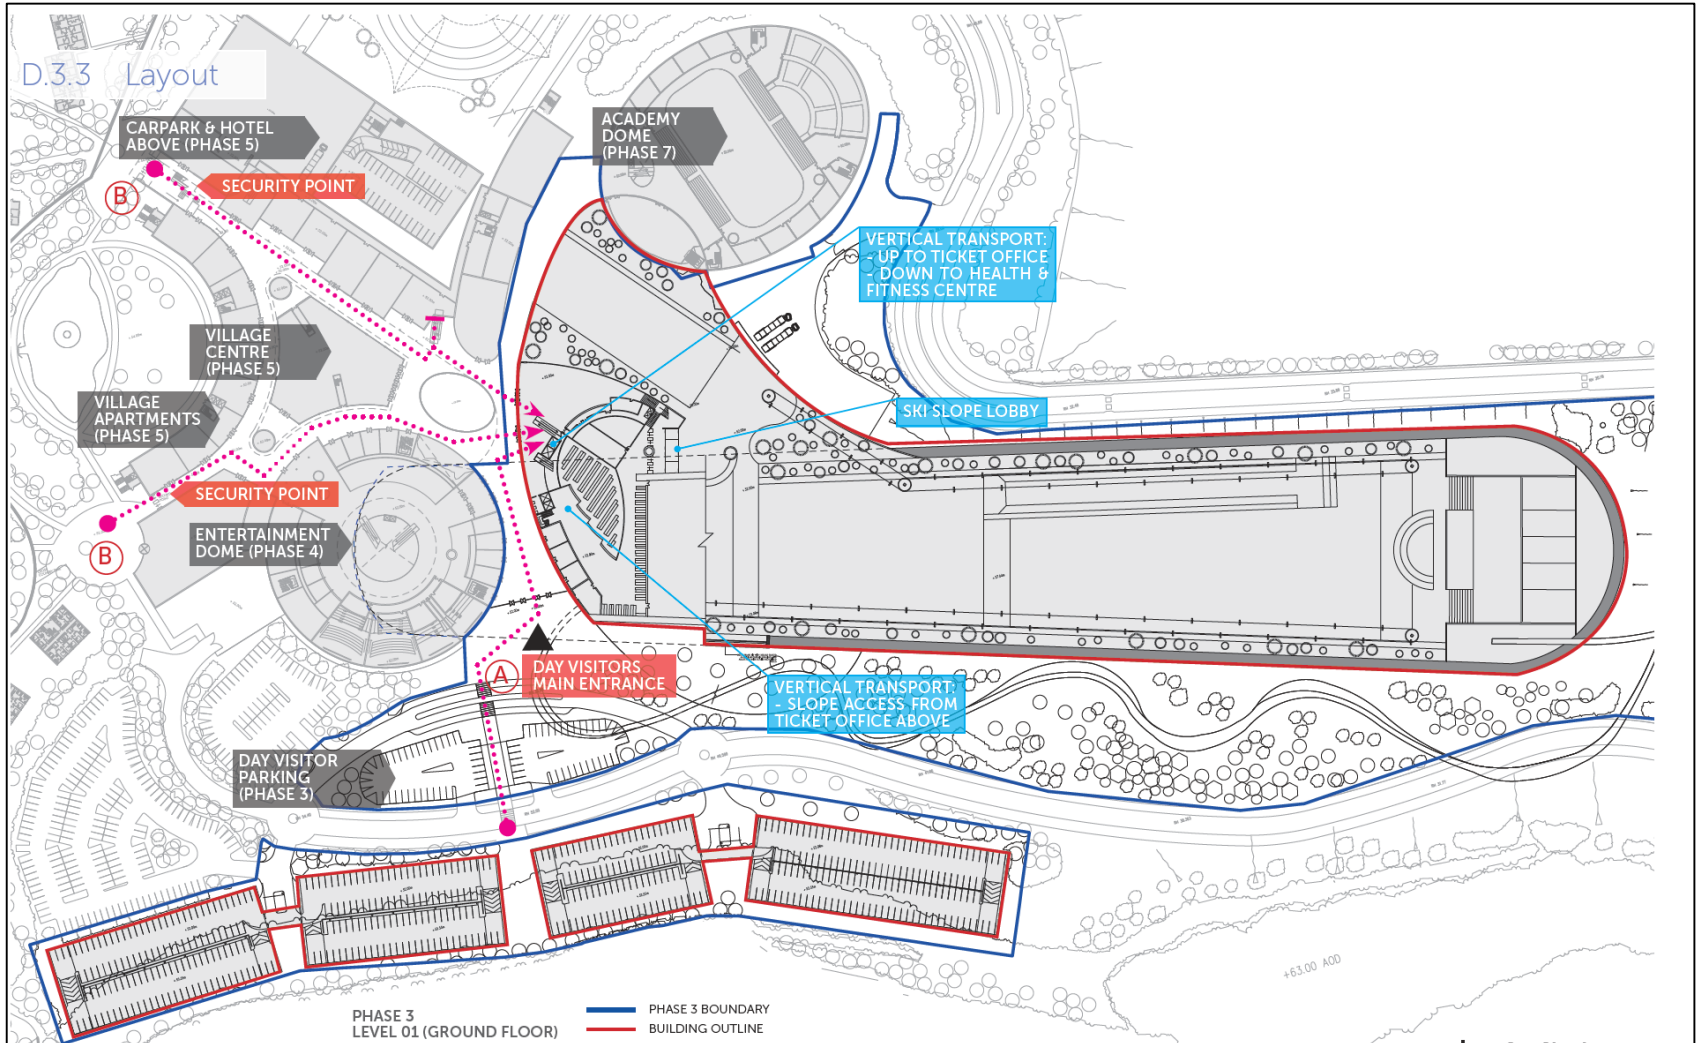 D.3.3 Layout
CARPARK & HOTEL
ABOVE (PHASE 5)
SECURITY POINT
B
ACADEMY
DOME
(PHASE 7)
VERTICAL TRANSPORT:
- UP TO TICKET OFFICE
- DOWN TO HEALTH &
FITNESS CENTRE
VILLAGE
CENTRE
(PHASE 5)
VILLAGE
APARTMENTS
(PHASE 5)
SKI SLOPE LOBBY
SECURITY POINT
B
ENTERTAINMENT
DOME (PHASE 4)
A
DAY VISITORS
MAIN ENTRANCE
VERTICAL TRANSPORT:
- SLOPE ACCESS FROM
TICKET OFFICE ABOVE
DAY VISITOR
PARKING
(PHASE 3)
+63.00 AOD
PHASE 3
LEVEL 01 (GROUND FLOOR)
PHASE 3 BOUNDARY
BUILDING OUTLINE